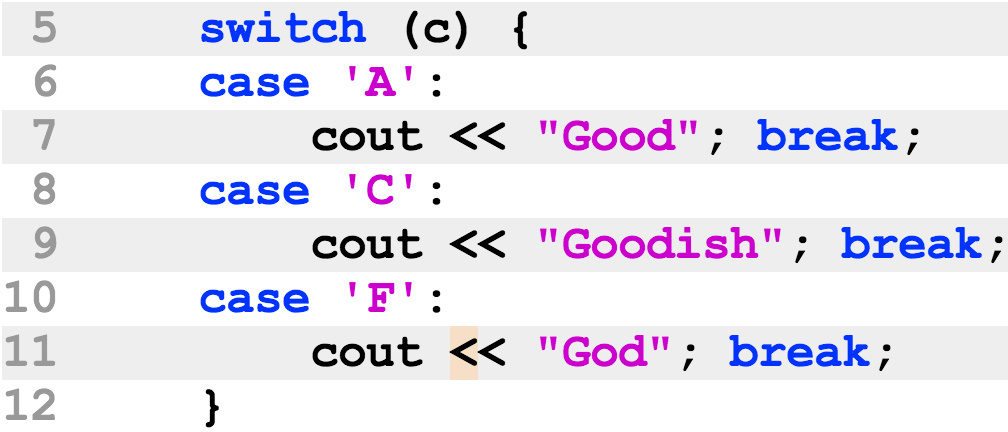 5 switch (c) {
6 case 'A':
7 cout << "Good"; break;
8 case 'C':
9 cout << "Goodish"; break;
10 case 'F':
11 cout << "God"; break;
12 }